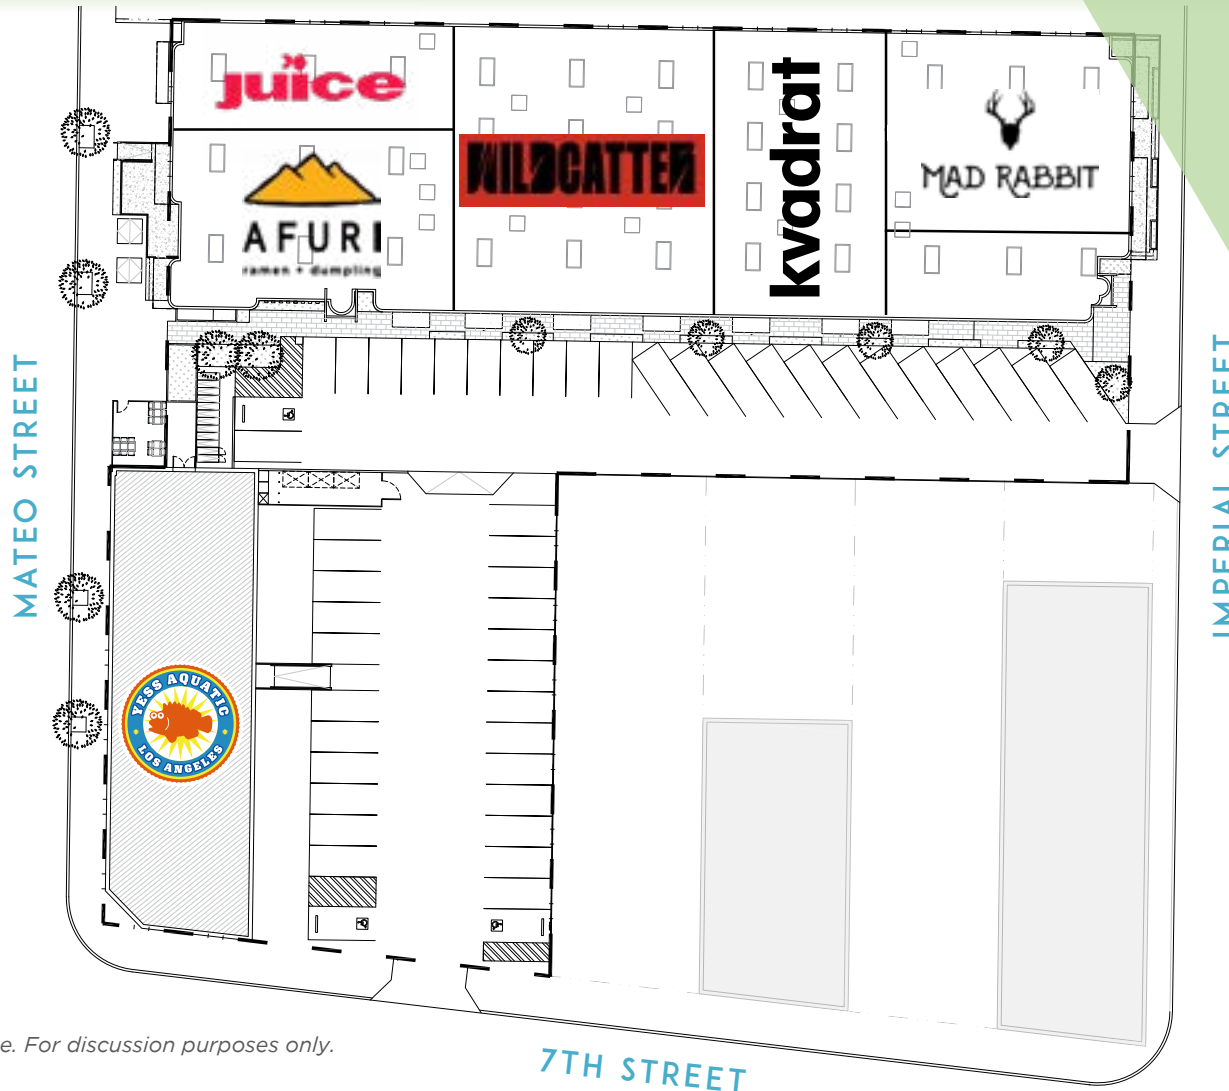 juice
AFURI
ramen + dumpling
WILDCATTER
kvadrat
MAD RABBIT
MATEO STREET
IMPERIAL STREET
YESS AQUATIC
LOS ANGELES
e. For discussion purposes only.
7TH STREET